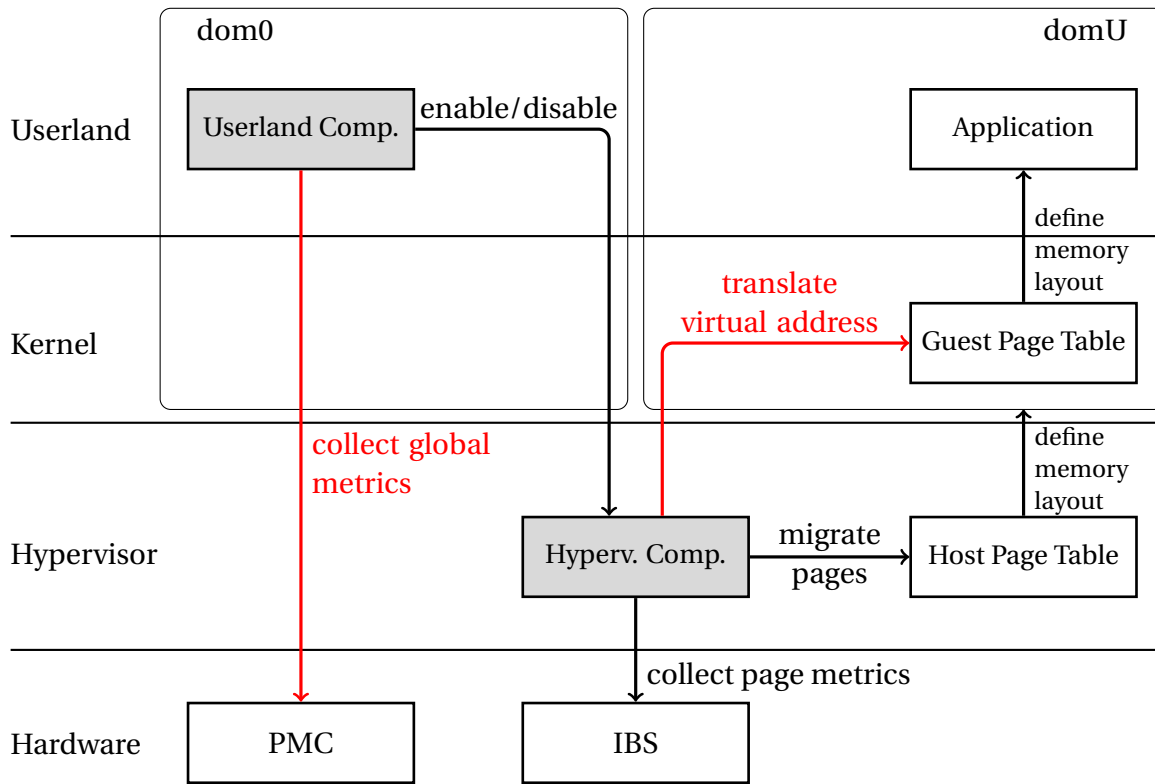 dom0
domU
Userland
Userland Comp.
enable/disable
Application
define
memory
layout
translate
virtual address
Kernel
Guest Page Table
collect global
metrics
define
memory
layout
Hypervisor
Hyperv. Comp.
migrate
pages
Host Page Table
collect page metrics
Hardware
PMC
IBS